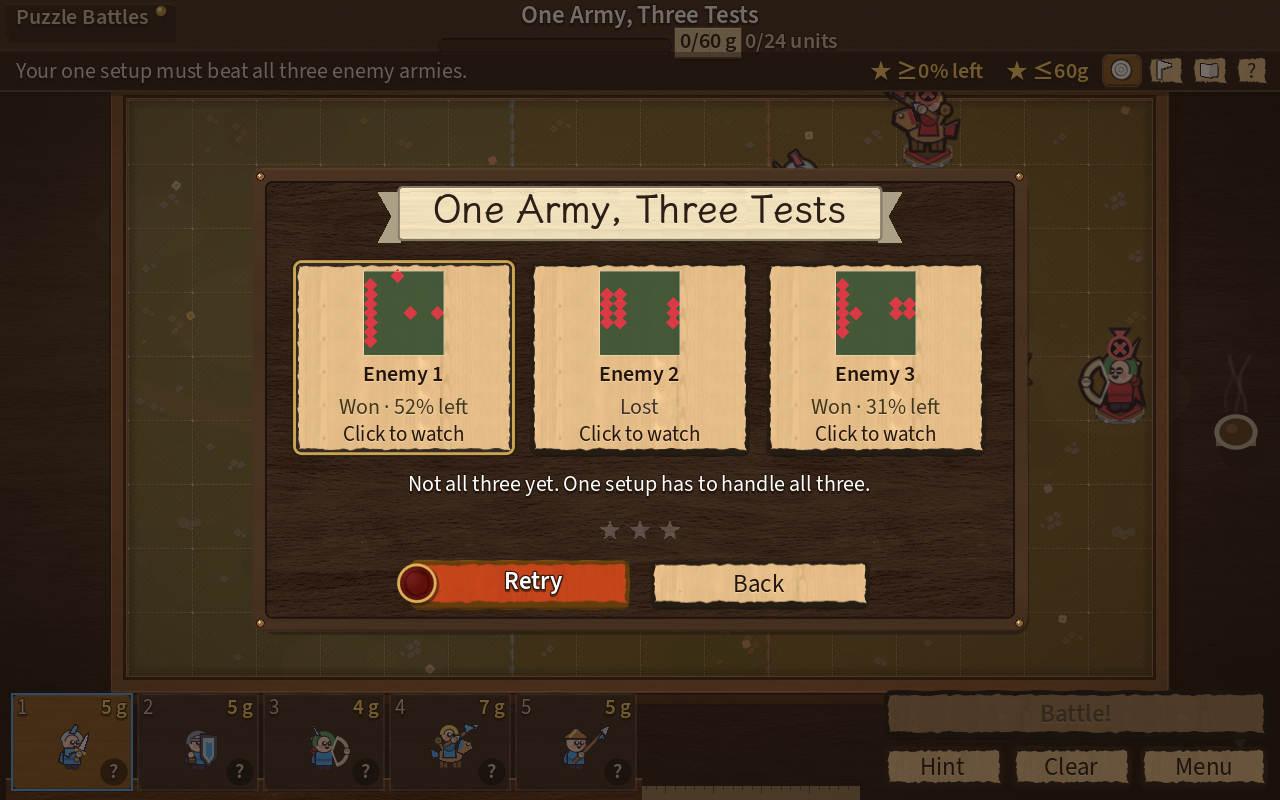 Puzzle Battles
One Army, Three Tests
0/60 g 0/24 units
Your one setup must beat all three enemy armies.
★ ≥0% left ★ ≤60g ?
One Army, Three Tests
Enemy 1
Won · 52% left
Click to watch
Enemy 2
Lost
Click to watch
Enemy 3
Won · 31% left
Click to watch
Not all three yet. One setup has to handle all three.
Retry
Back
1 5 g ?
2 5 g ?
3 4 g ?
4 7 g ?
5 5 g ?
Battle!
Hint
Clear
Menu